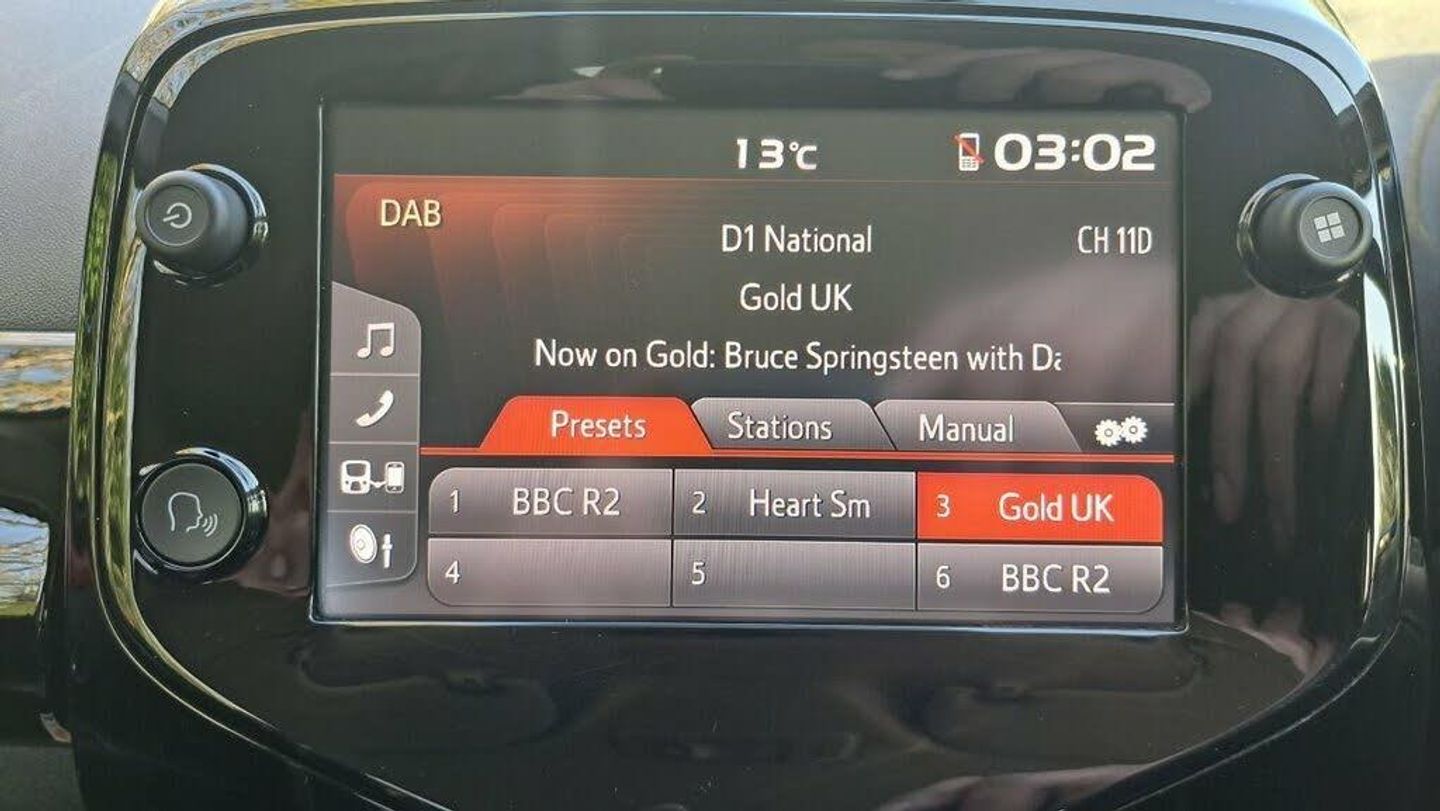 13°C 03:02
DAB
D1 National CH 11D
Gold UK
Now on Gold: Bruce Springsteen with
Presets Stations Manual
1 BBC R2 2 Heart Sm 3 Gold UK
4 5 6 BBC R2